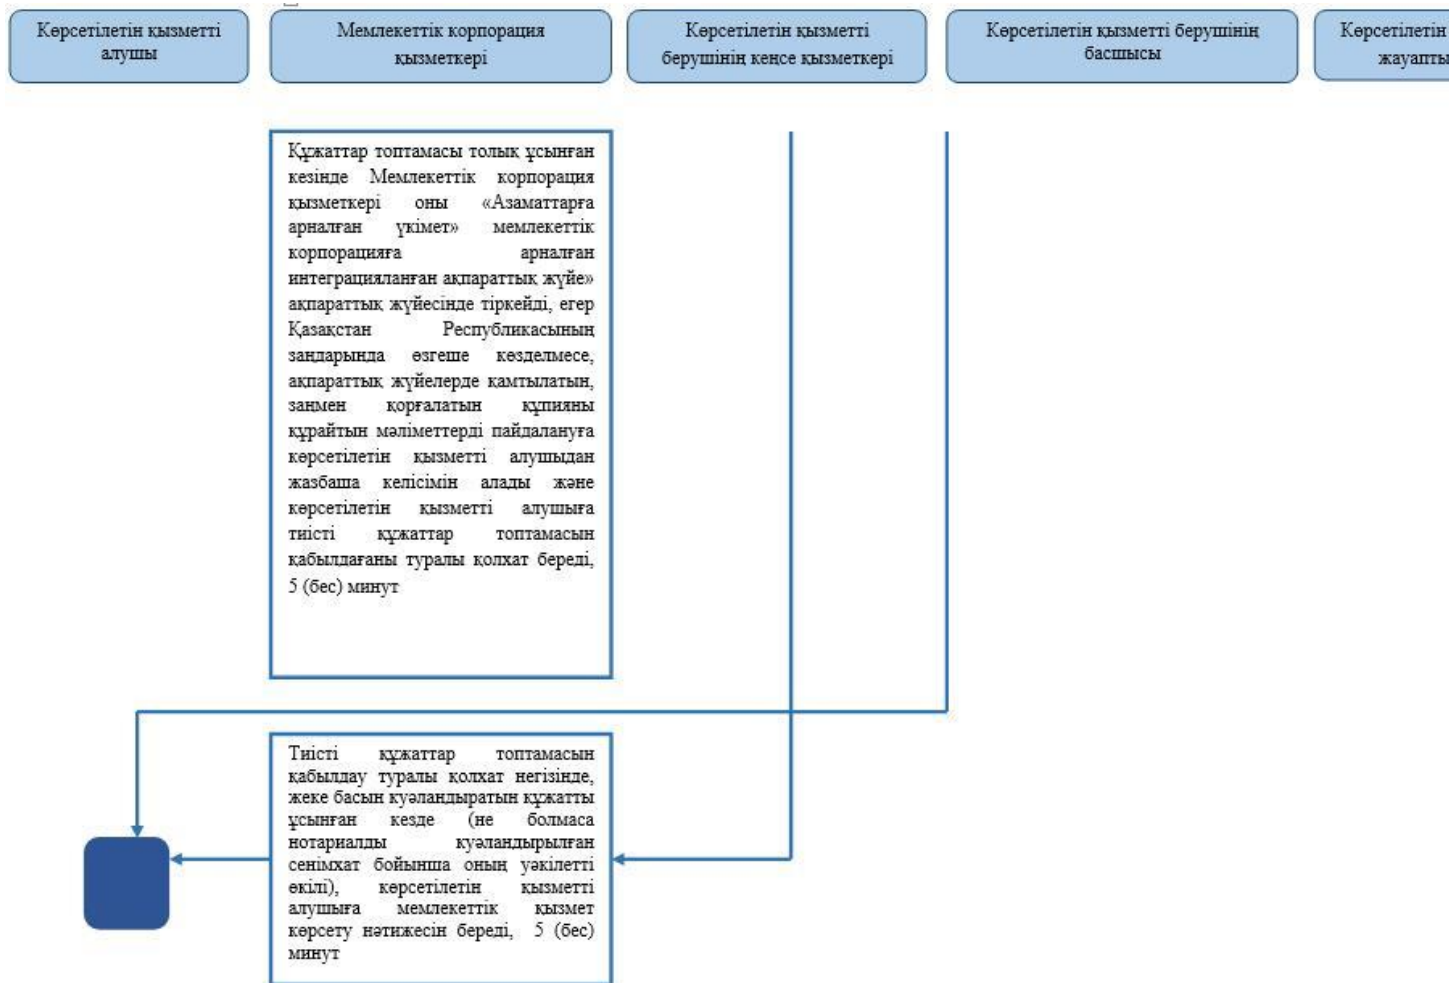 Көрсетілетін қызметті
алушы
Мемлекеттік корпорация
қызметкері
Көрсетілетін қызметті
берушінің кеңсе қызметкері
Көрсетілетін қызметті берушінің
басшысы
Көрсетілетін
жауапты
Құжаттар топтамасы толық ұсынған
кезінде Мемлекеттік корпорация
қызметкері оны «Азаматтарға
арналған үкімет» мемлекеттік
корпорацияға арналған
интеграцияланған ақпараттық жүйе»
ақпараттық жүйесінде тіркейді, егер
Қазақстан Республикасының
заңдарында өзгеше көзделмесе,
ақпараттық жүйелерде қамтылатын,
заңмен қорғалатын құпияны
құрайтын мәліметтерді пайдалануға
көрсетілетін қызметті алушыдан
жазбаша келісімін алады және
көрсетілетін қызметті алушыға
тиісті құжаттар топтамасын
қабылдағаны туралы қолхат береді,
5 (бес) минут
Тиісті құжаттар топтамасын
қабылдау туралы қолхат негізінде,
жеке басын куәландыратын құжатты
ұсынған кезде (не болмаса
нотариалды куәландырылған
сенімхат бойынша оның уәкілетті
өкілі), көрсетілетін қызметті
алушыға мемлекеттік қызмет
көрсету нәтижесін береді, 5 (бес)
минут